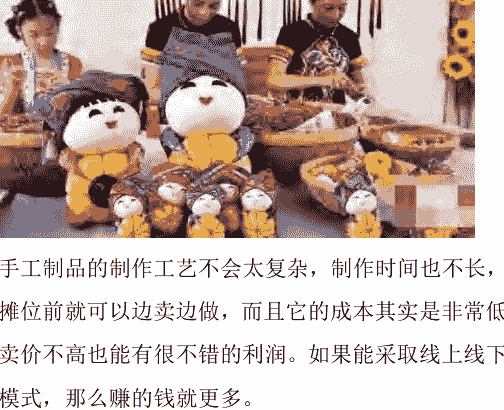 手工制品的制作工艺不会太复杂，制作时间也不长，
摊位前就可以边卖边做，而且它的成本其实是非常低
卖价不高也能有很不错的利润。如果能采取线上线下
模式，那么赚的钱就更多。